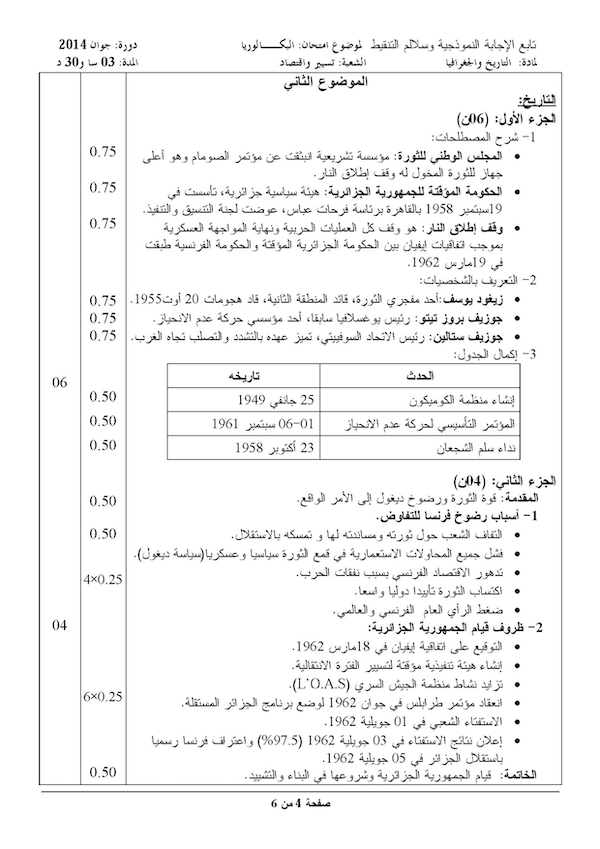 تابع الإجابة النموذجية وسلالم التنقيط لموضوع امتحان: البكـــالوريا دورة: جوان 2014
لمادة: التاريخ والجغرافيا الشعبة: تسيير واقتصاد المدة: 03 سا و30 د
الموضوع الثاني
التاريخ:
الجزء الأول: (06ن)
1- شرح المصطلحات:
• المجلس الوطني للثورة: مؤسسة تشريعية انبثقت عن مؤتمر الصومام وهو أعلى 0.75
جهاز للثورة المخول له وقف إطلاق النار.
• الحكومة المؤقتة للجمهورية الجزائرية: هيئة سياسية جزائرية، تأسست في 0.75
19سبتمبر 1958 بالقاهرة برئاسة فرحات عباس، عوضت لجنة التنسيق والتنفيذ.
• وقف إطلاق النار: هو وقف كل العمليات الحربية ونهاية المواجهة العسكرية 0.75
بموجب اتفاقيات إيفيان بين الحكومة الجزائرية المؤقتة والحكومة الفرنسية طبقت
في 19مارس 1962.
2- التعريف بالشخصيات:
• زيغود يوسف:أحد مفجري الثورة، قائد المنطقة الثانية، قاد هجومات 20 أوت1955. 0.75
• جوزيف بروز تيتو: رئيس يوغسلافيا سابقا، أحد مؤسسي حركة عدم الانحياز. 0.75
• جوزيف ستالين: رئيس الاتحاد السوفييتي، تميز عهده بالتشدد والتصلب تجاه الغرب. 0.75
3- إكمال الجدول:
الحدث تاريخه
06
إنشاء منظمة الكوميكون 25 جانفي 1949 0.50
المؤتمر التأسيسي لحركة عدم الانحياز 01-06 سبتمبر 1961 0.50
نداء سلم الشجعان 23 أكتوبر 1958 0.50
الجزء الثاني: (04ن)
المقدمة: قوة الثورة ورضوخ ديغول إلى الأمر الواقع. 0.50
1- أسباب رضوخ فرنسا للتفاوض.
• التفاف الشعب حول ثورته ومساندته لها و تمسكه بالاستقلال. 0.50
• فشل جميع المحاولات الاستعمارية في قمع الثورة سياسيا وعسكريا(سياسة ديغول).
• تدهور الاقتصاد الفرنسي بسبب نفقات الحرب. 4×0.25
• اكتساب الثورة تأييدا دوليا واسعا.
• ضغط الرأي العام الفرنسي والعالمي.
2- ظروف قيام الجمهورية الجزائرية: 04
• التوقيع على اتفاقية إيفيان في 18مارس 1962.
• إنشاء هيئة تنفيذية مؤقتة لتسيير الفترة الانتقالية.
• تزايد نشاط منظمة الجيش السري (L'O.A.S).
• انعقاد مؤتمر طرابلس في جوان 1962 لوضع برنامج الجزائر المستقلة. 6×0.25
• الاستفتاء الشعبي في 01 جويلية 1962.
• إعلان نتائج الاستفتاء في 03 جويلية 1962 (97.5%) واعتراف فرنسا رسميا
باستقلال الجزائر في 05 جويلية 1962.
الخاتمة: قيام الجمهورية الجزائرية وشروعها في البناء والتشييد. 0.50
صفحة 4 من 6